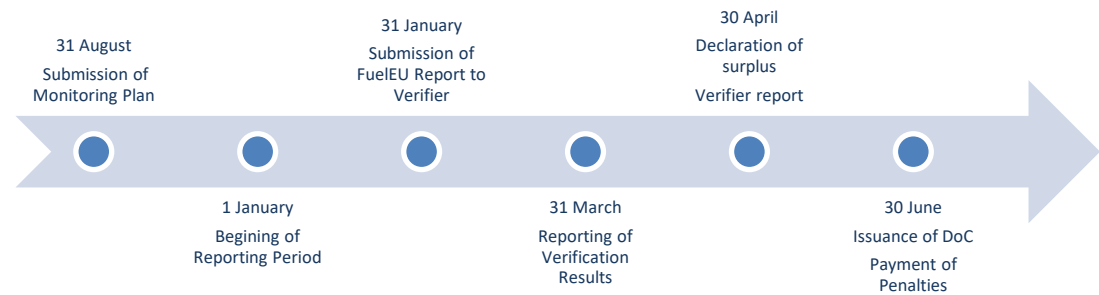 31 August
Submission of
Monitoring Plan
1 January
Begining of
Reporting Period
31 January
Submission of
FuelEU Report to
Verifier
31 March
Reporting of
Verification
Results
30 April
Declaration of
surplus
Verifier report
30 June
Issuance of DoC
Payment of
Penalties